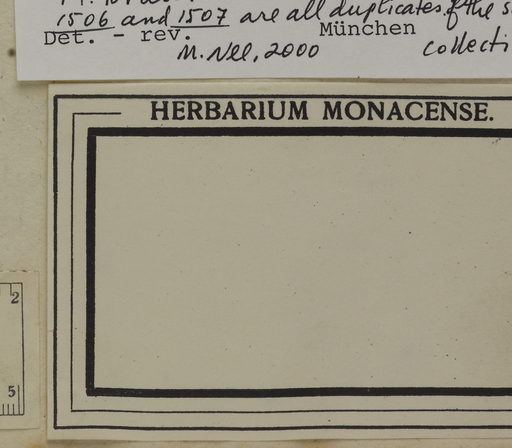 1506 and 1507 are all duplicates of the s
Det. - rev. München
M. Nee, 2000 collecti
HERBARIUM MONACENSE.
2
5